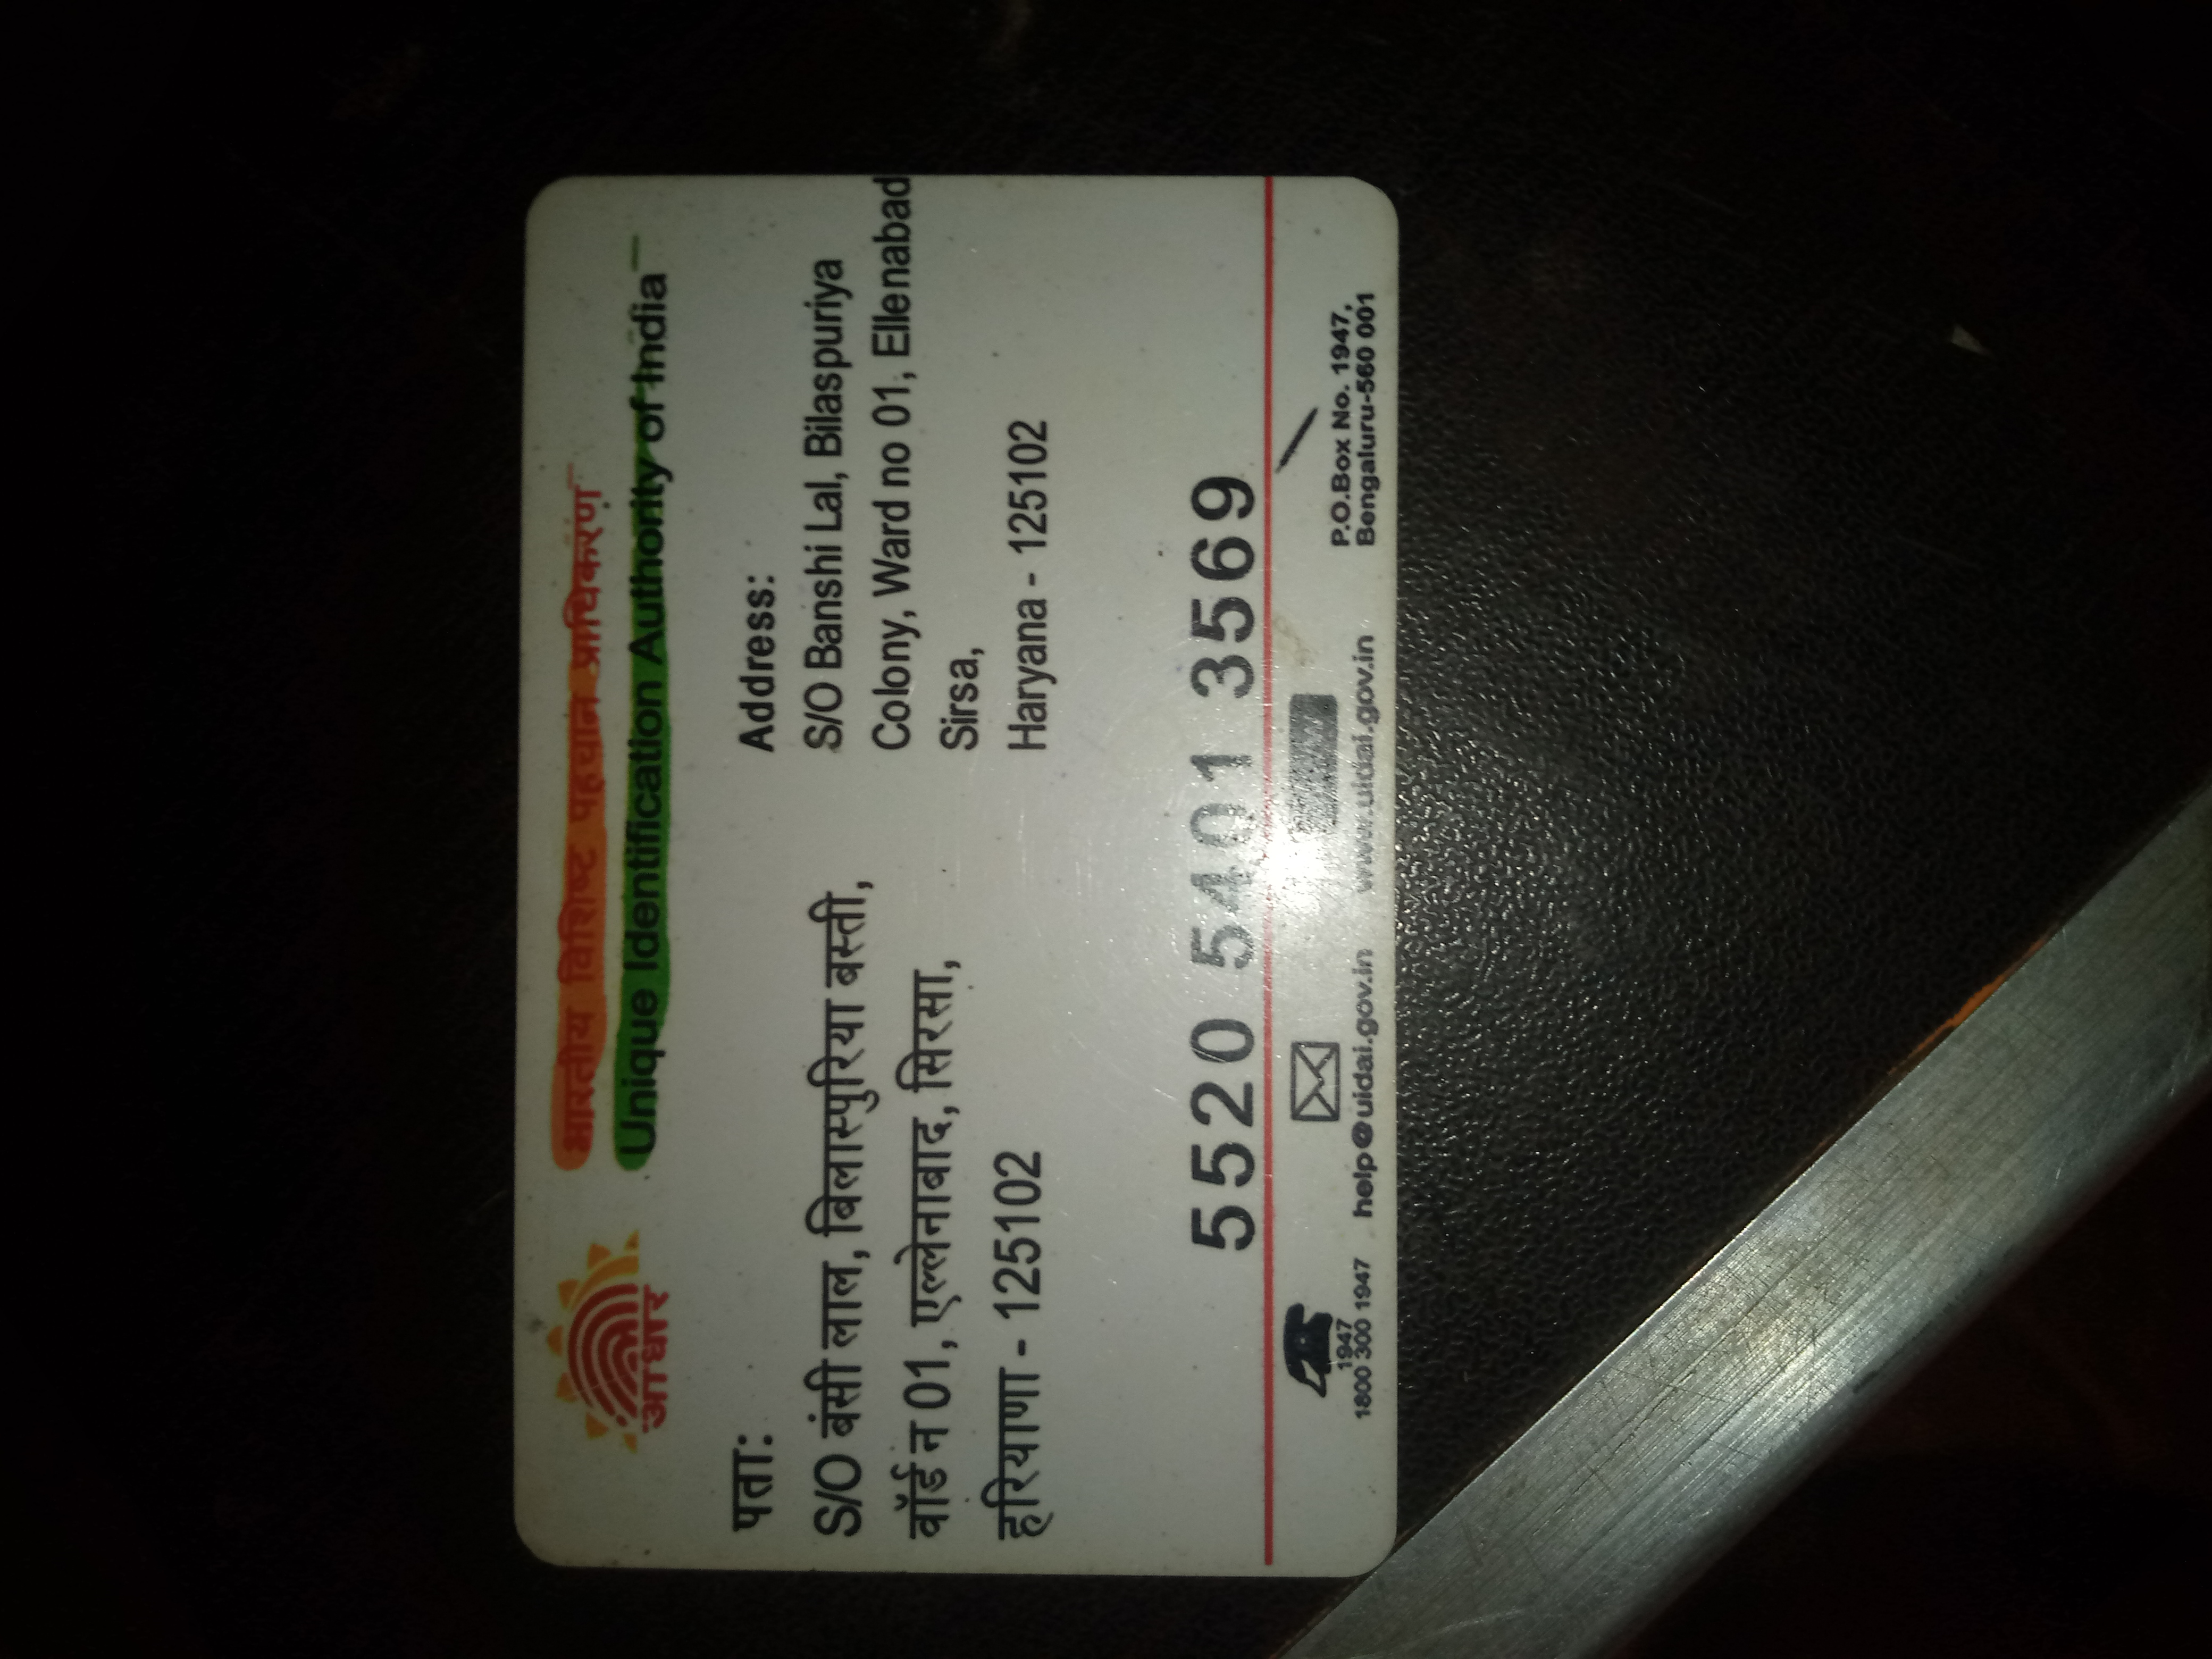 आधार
भारतीय विशिष्ट पहचान प्राधिकरण
Unique Identification Authority of India
पता:
S/O बंसी लाल, बिलास्पुरिया बस्ती,
वॉर्ड न 01, एल्लेनाबाद, सिरसा,
हरियाणा - 125102
Address:
S/O Banshi Lal, Bilaspuriya
Colony, Ward no 01, Ellenabad
Sirsa,
Haryana - 125102
5520 5401 3569
1947
1800 300 1947
help@uidai.gov.in
www.uidai.gov.in
P.O.Box No. 1947,
Bengaluru-560 001